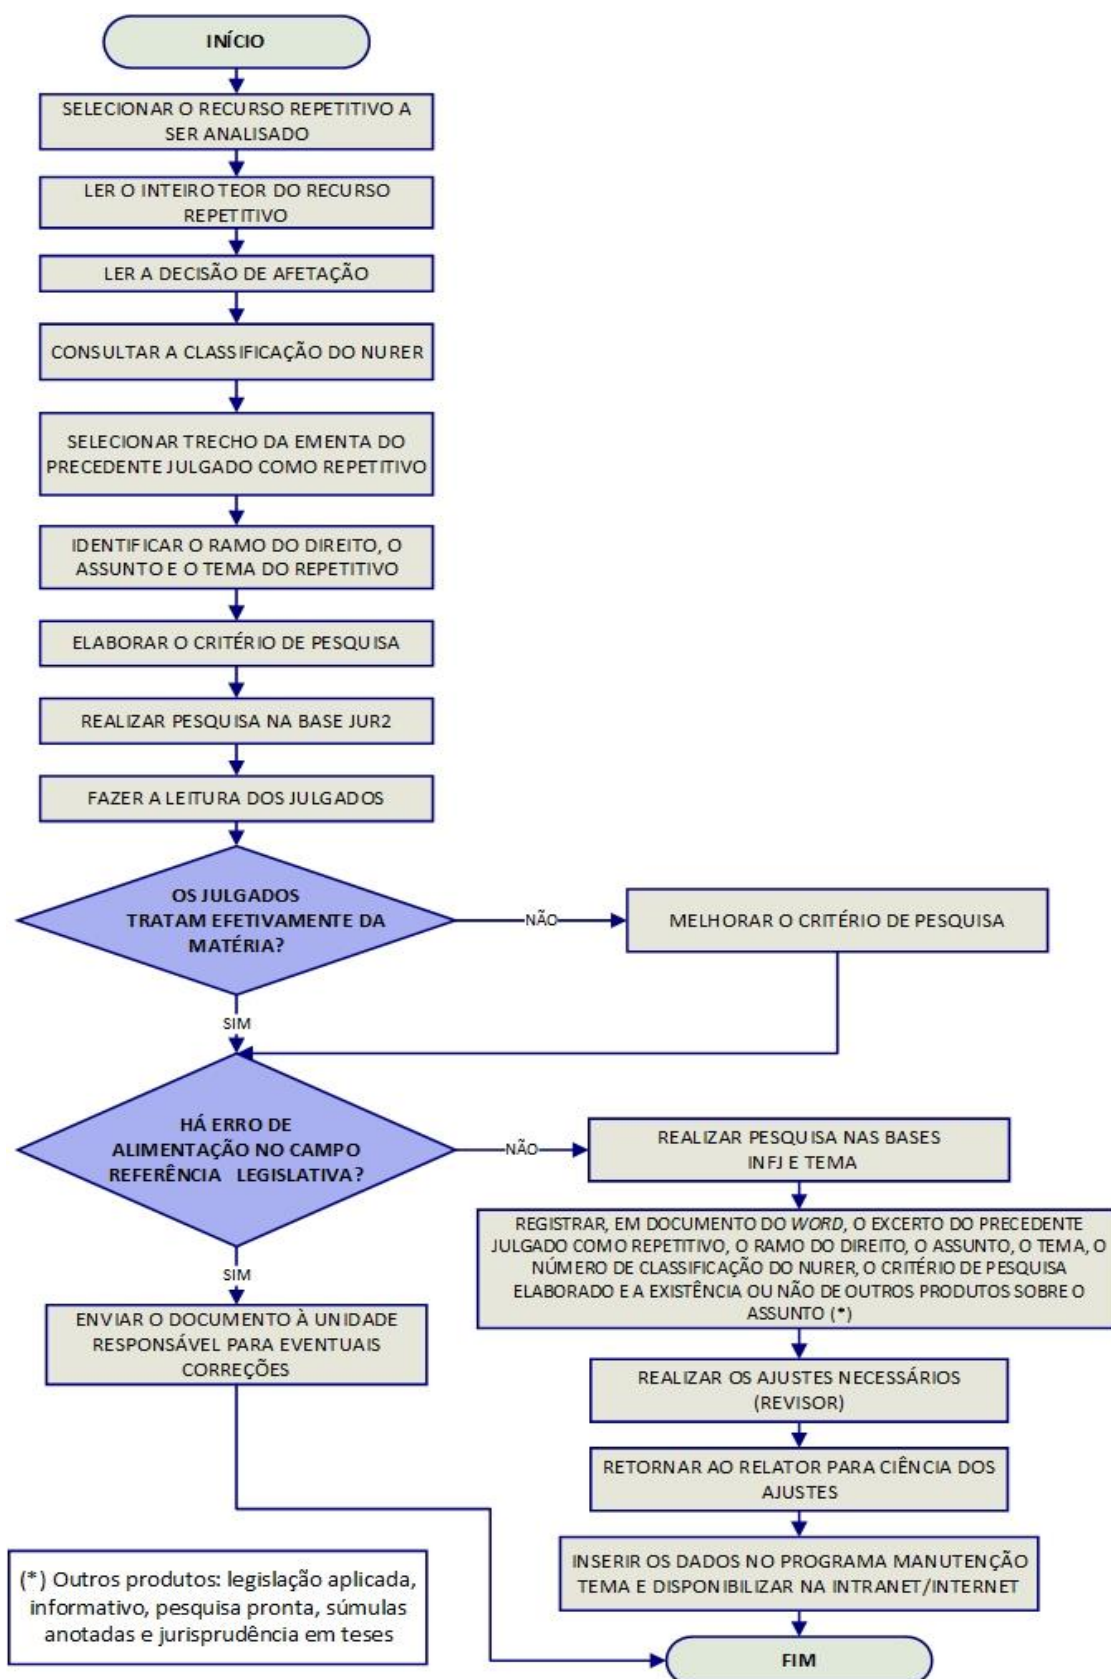 INÍCIO
SELECIONAR O RECURSO REPETITIVO A
SER ANALISADO
LER O INTEIRO TEOR DO RECURSO
REPETITIVO
LER A DECISÃO DE AFETAÇÃO
CONSULTAR A CLASSIFICAÇÃO DO NURER
SELECIONAR TRECHO DA EMENTA DO
PRECEDENTE JULGADO COMO REPETITIVO
IDENTIFICAR O RAMO DO DIREITO, O
ASSUNTO E O TEMA DO REPETITIVO
ELABORAR O CRITÉRIO DE PESQUISA
REALIZAR PESQUISA NA BASE JUR2
FAZER A LEITURA DOS JULGADOS
OS JULGADOS
TRATAM EFETIVAMENTE DA
MATÉRIA?
NÃO
MELHORAR O CRITÉRIO DE PESQUISA
SIM
HÁ ERRO DE
ALIMENTAÇÃO NO CAMPO
REFERÊNCIA LEGISLATIVA?
NÃO
REALIZAR PESQUISA NAS BASES
INFJ E TEMA
REGISTRAR, EM DOCUMENTO DO WORD, O EXCERTO DO PRECEDENTE
JULGADO COMO REPETITIVO, O RAMO DO DIREITO, O ASSUNTO, O TEMA, O
NÚMERO DE CLASSIFICAÇÃO DO NURER, O CRITÉRIO DE PESQUISA
ELABORADO E A EXISTÊNCIA OU NÃO DE OUTROS PRODUTOS SOBRE O
ASSUNTO (*)
SIM
ENVIAR O DOCUMENTO À UNIDADE
RESPONSÁVEL PARA EVENTUAIS
CORREÇÕES
REALIZAR OS AJUSTES NECESSÁRIOS
(REVISOR)
RETORNAR AO RELATOR PARA CIÊNCIA DOS
AJUSTES
INSERIR OS DADOS NO PROGRAMA MANUTENÇÃO
TEMA E DISPONIBILIZAR NA INTRANET/INTERNET
(*) Outros produtos: legislação aplicada,
informativo, pesquisa pronta, súmulas
anotadas e jurisprudência em teses
FIM